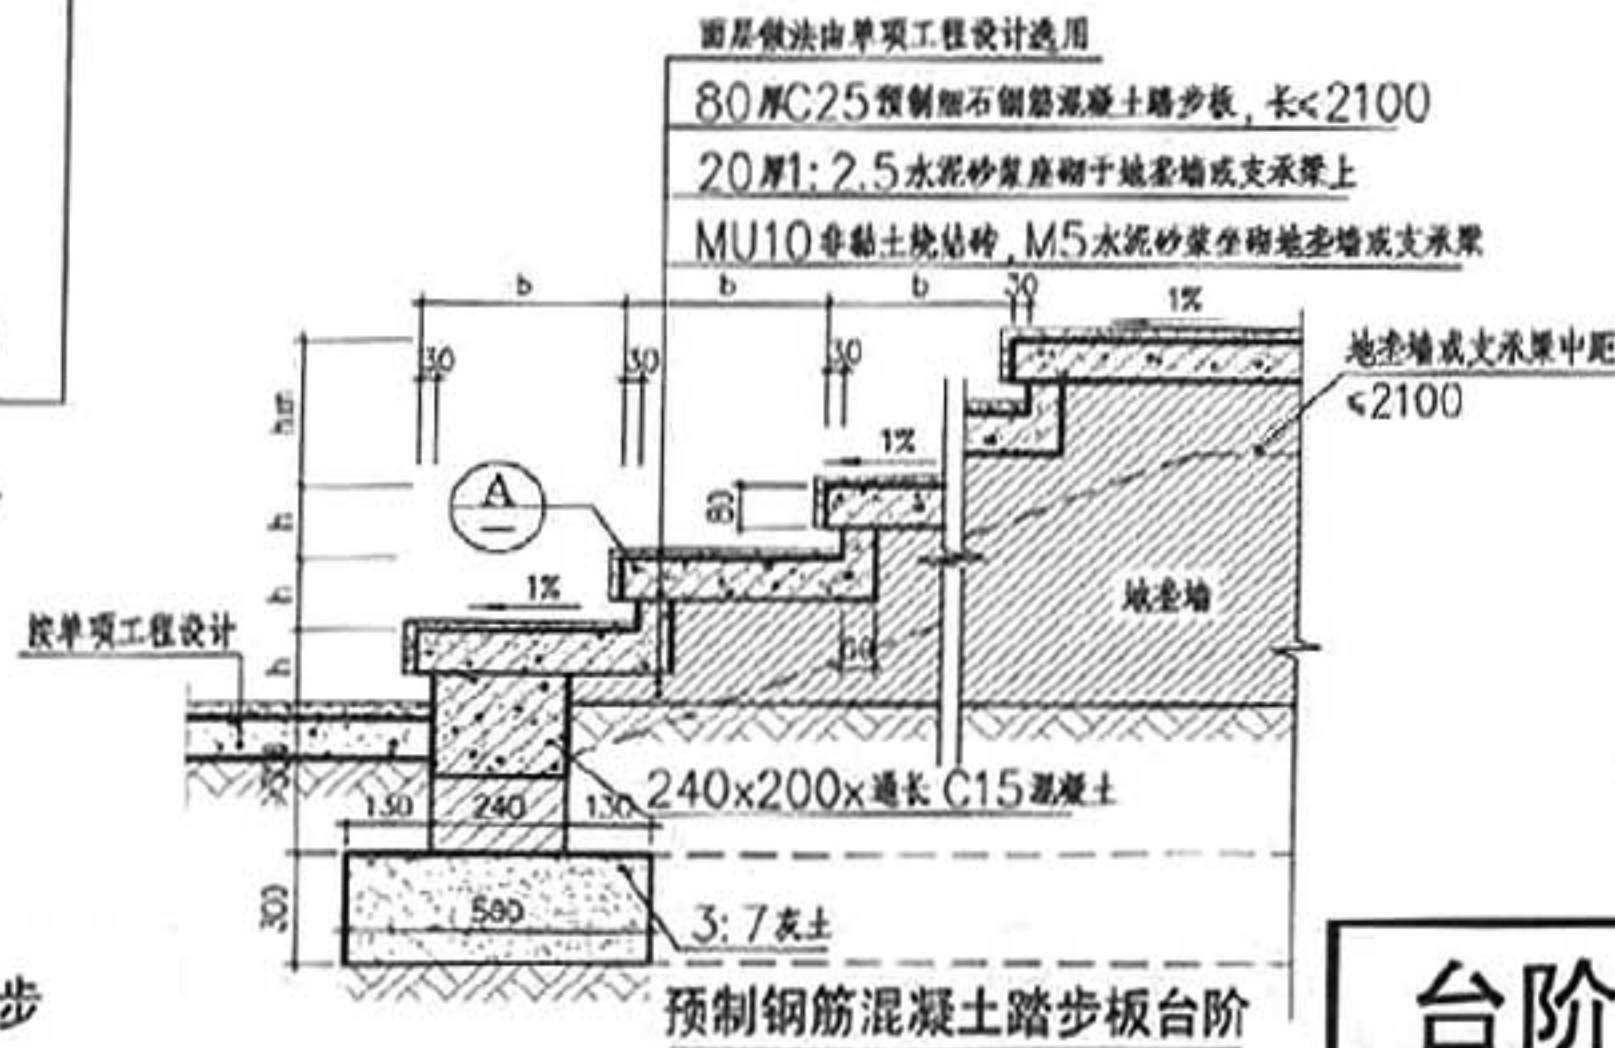 面层做法由单项工程设计选用
80厚C25预制细石钢筋混凝土踏步板，长≤2100
20厚1:2.5水泥砂浆座砌于地垄墙或支承梁上
MU10非黏土烧结砖，M5水泥砂浆坐砌地垄墙或支承梁
b b b 30
1%
30 30 30
地垄墙或支承梁中距
≤2100
1%
80
A
h
h
1%
地垄墙
按单项工程设计
h
60
240x200x通长 C15混凝土
130 240 130
300
580
3:7灰土
步
预制钢筋混凝土踏步板台阶
台阶